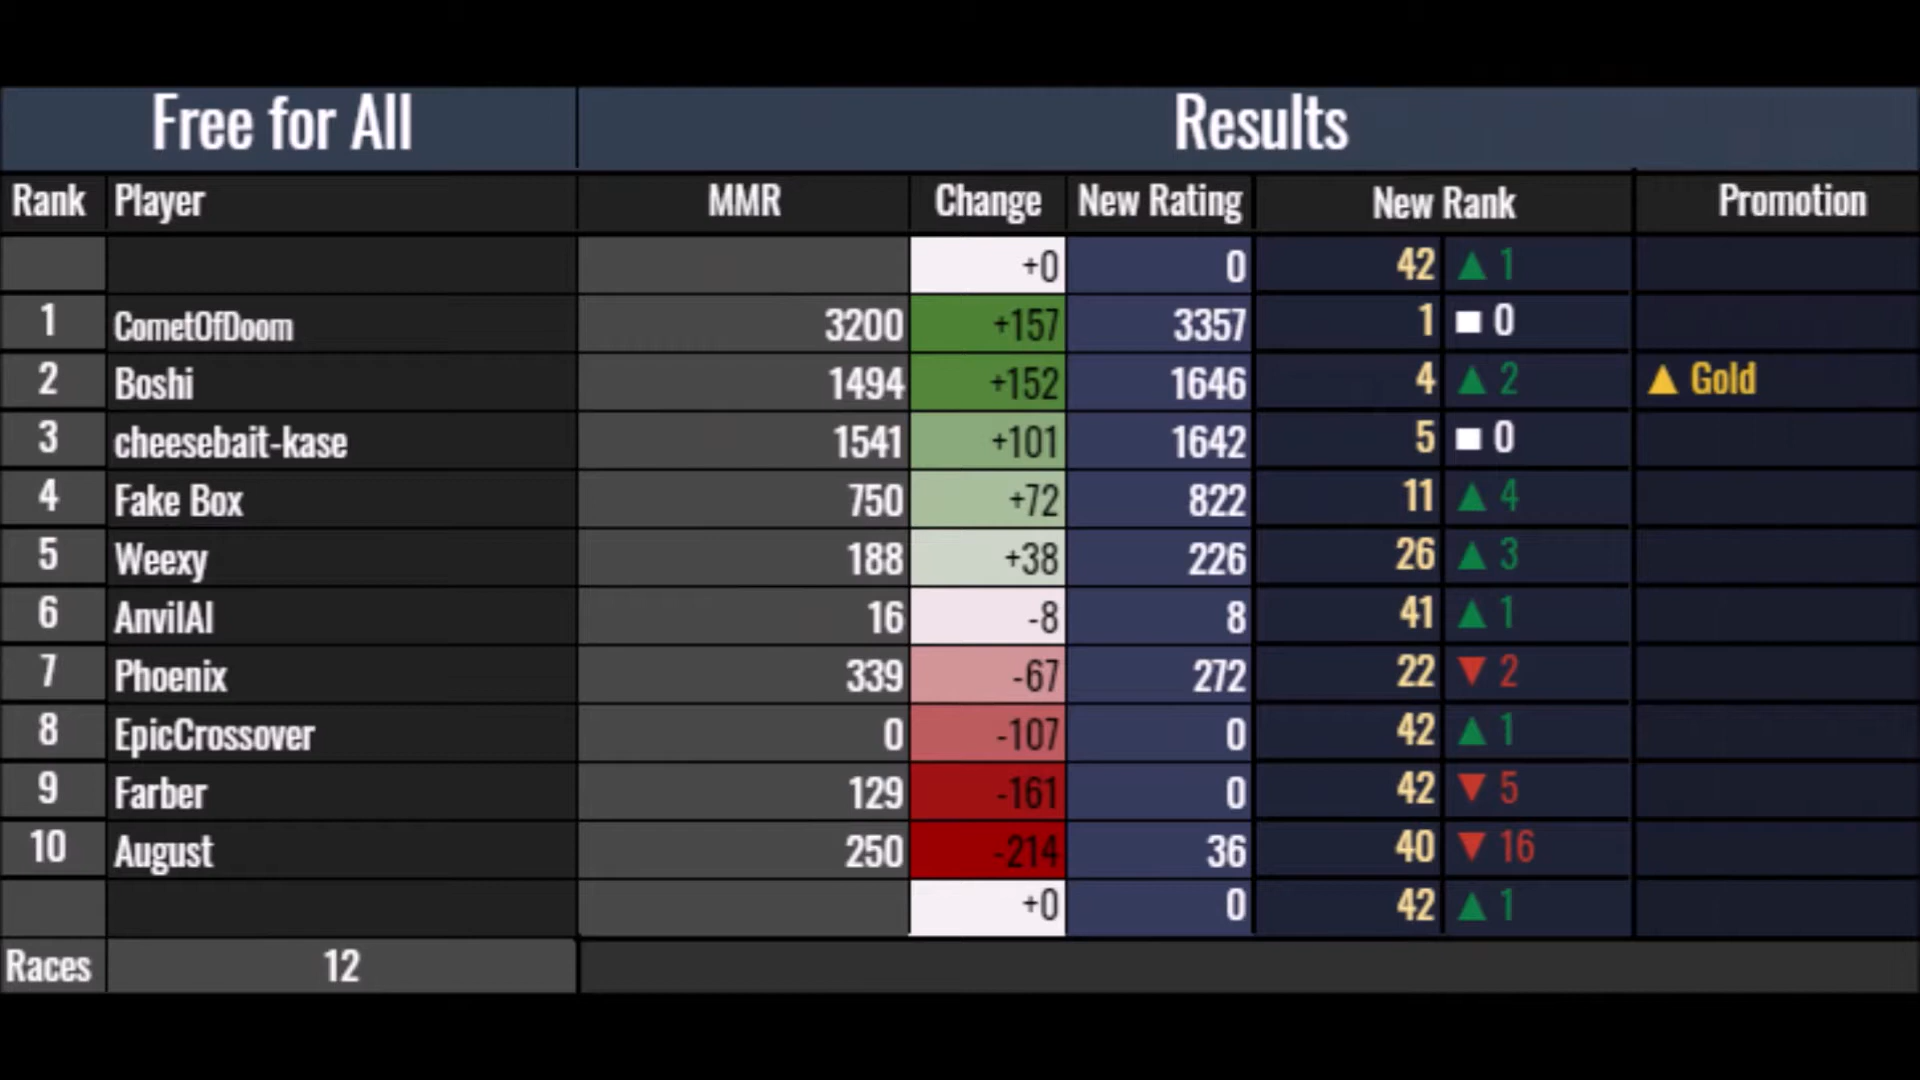 Free for All Results
Rank Player MMR Change New Rating New Rank Promotion
+0 0 42 ▲ 1
1 CometOfDoom 3200 +157 3357 1 ■ 0
2 Boshi 1494 +152 1646 4 ▲ 2 ▲ Gold
3 cheesebait-kase 1541 +101 1642 5 ■ 0
4 Fake Box 750 +72 822 11 ▲ 4
5 Weexy 188 +38 226 26 ▲ 3
6 AnvilAI 16 -8 8 41 ▲ 1
7 Phoenix 339 -67 272 22 ▼ 2
8 EpicCrossover 0 -107 0 42 ▲ 1
9 Farber 129 -161 0 42 ▼ 5
10 August 250 -214 36 40 ▼ 16
+0 0 42 ▲ 1
Races 12